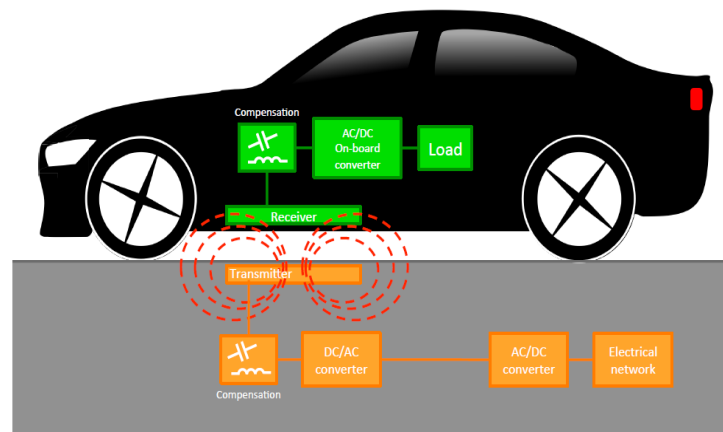 Compensation
AC/DC
On-board
converter
Load
Receiver
Transmitter
DC/AC
converter
AC/DC
converter
Electrical
network
Compensation